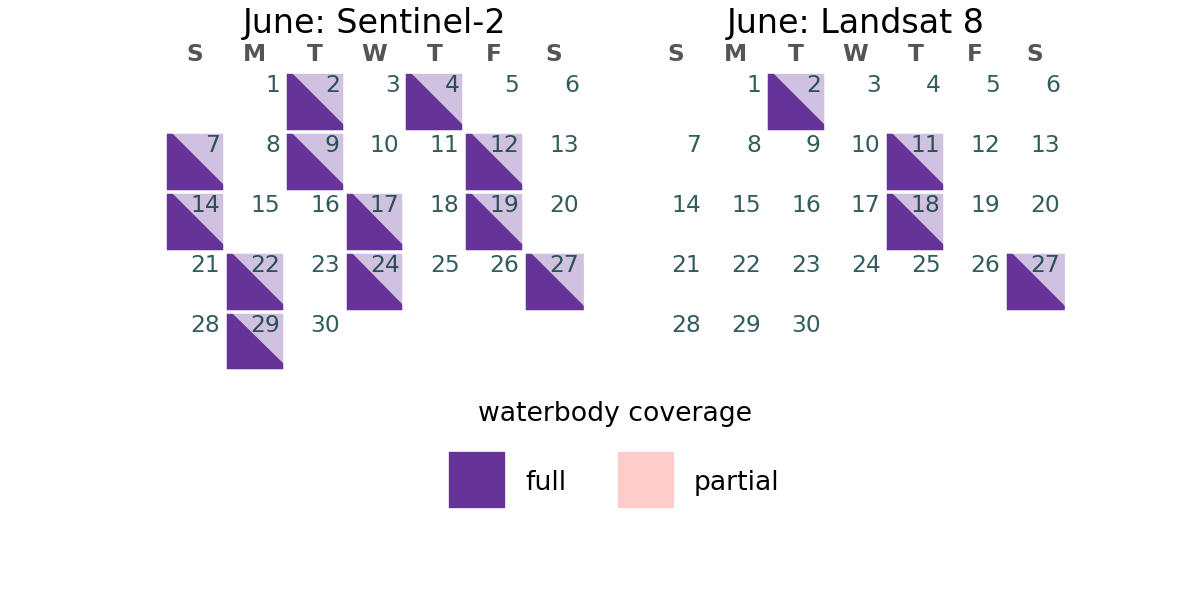 June: Sentinel-2
S M T W T F S
1 2 3 4 5 6
7 8 9 10 11 12 13
14 15 16 17 18 19 20
21 22 23 24 25 26 27
28 29 30
June: Landsat 8
S M T W T F S
1 2 3 4 5 6
7 8 9 10 11 12 13
14 15 16 17 18 19 20
21 22 23 24 25 26 27
28 29 30
waterbody coverage
full partial